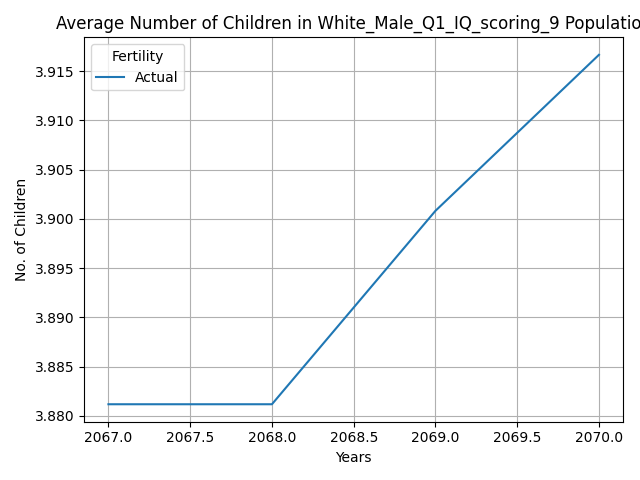 Average Number of Children in White_Male_Q1_IQ_scoring_9 Populatio
Fertility
Actual
3.915
3.910
3.905
3.900
3.895
3.890
3.885
3.880
No. of Children
2067.0 2067.5 2068.0 2068.5 2069.0 2069.5 2070.0
Years